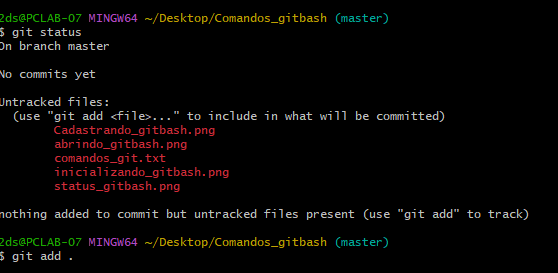 2ds@PCLAB-07 MINGW64 ~/Desktop/Comandos_gitbash (master)
$ git status
On branch master
No commits yet
Untracked files:
(use "git add <file>..." to include in what will be committed)
Cadastrando_gitbash.png
abrindo_gitbash.png
comandos_git.txt
inicializando_gitbash.png
status_gitbash.png
nothing added to commit but untracked files present (use "git add" to track)
2ds@PCLAB-07 MINGW64 ~/Desktop/Comandos_gitbash (master)
$ git add .